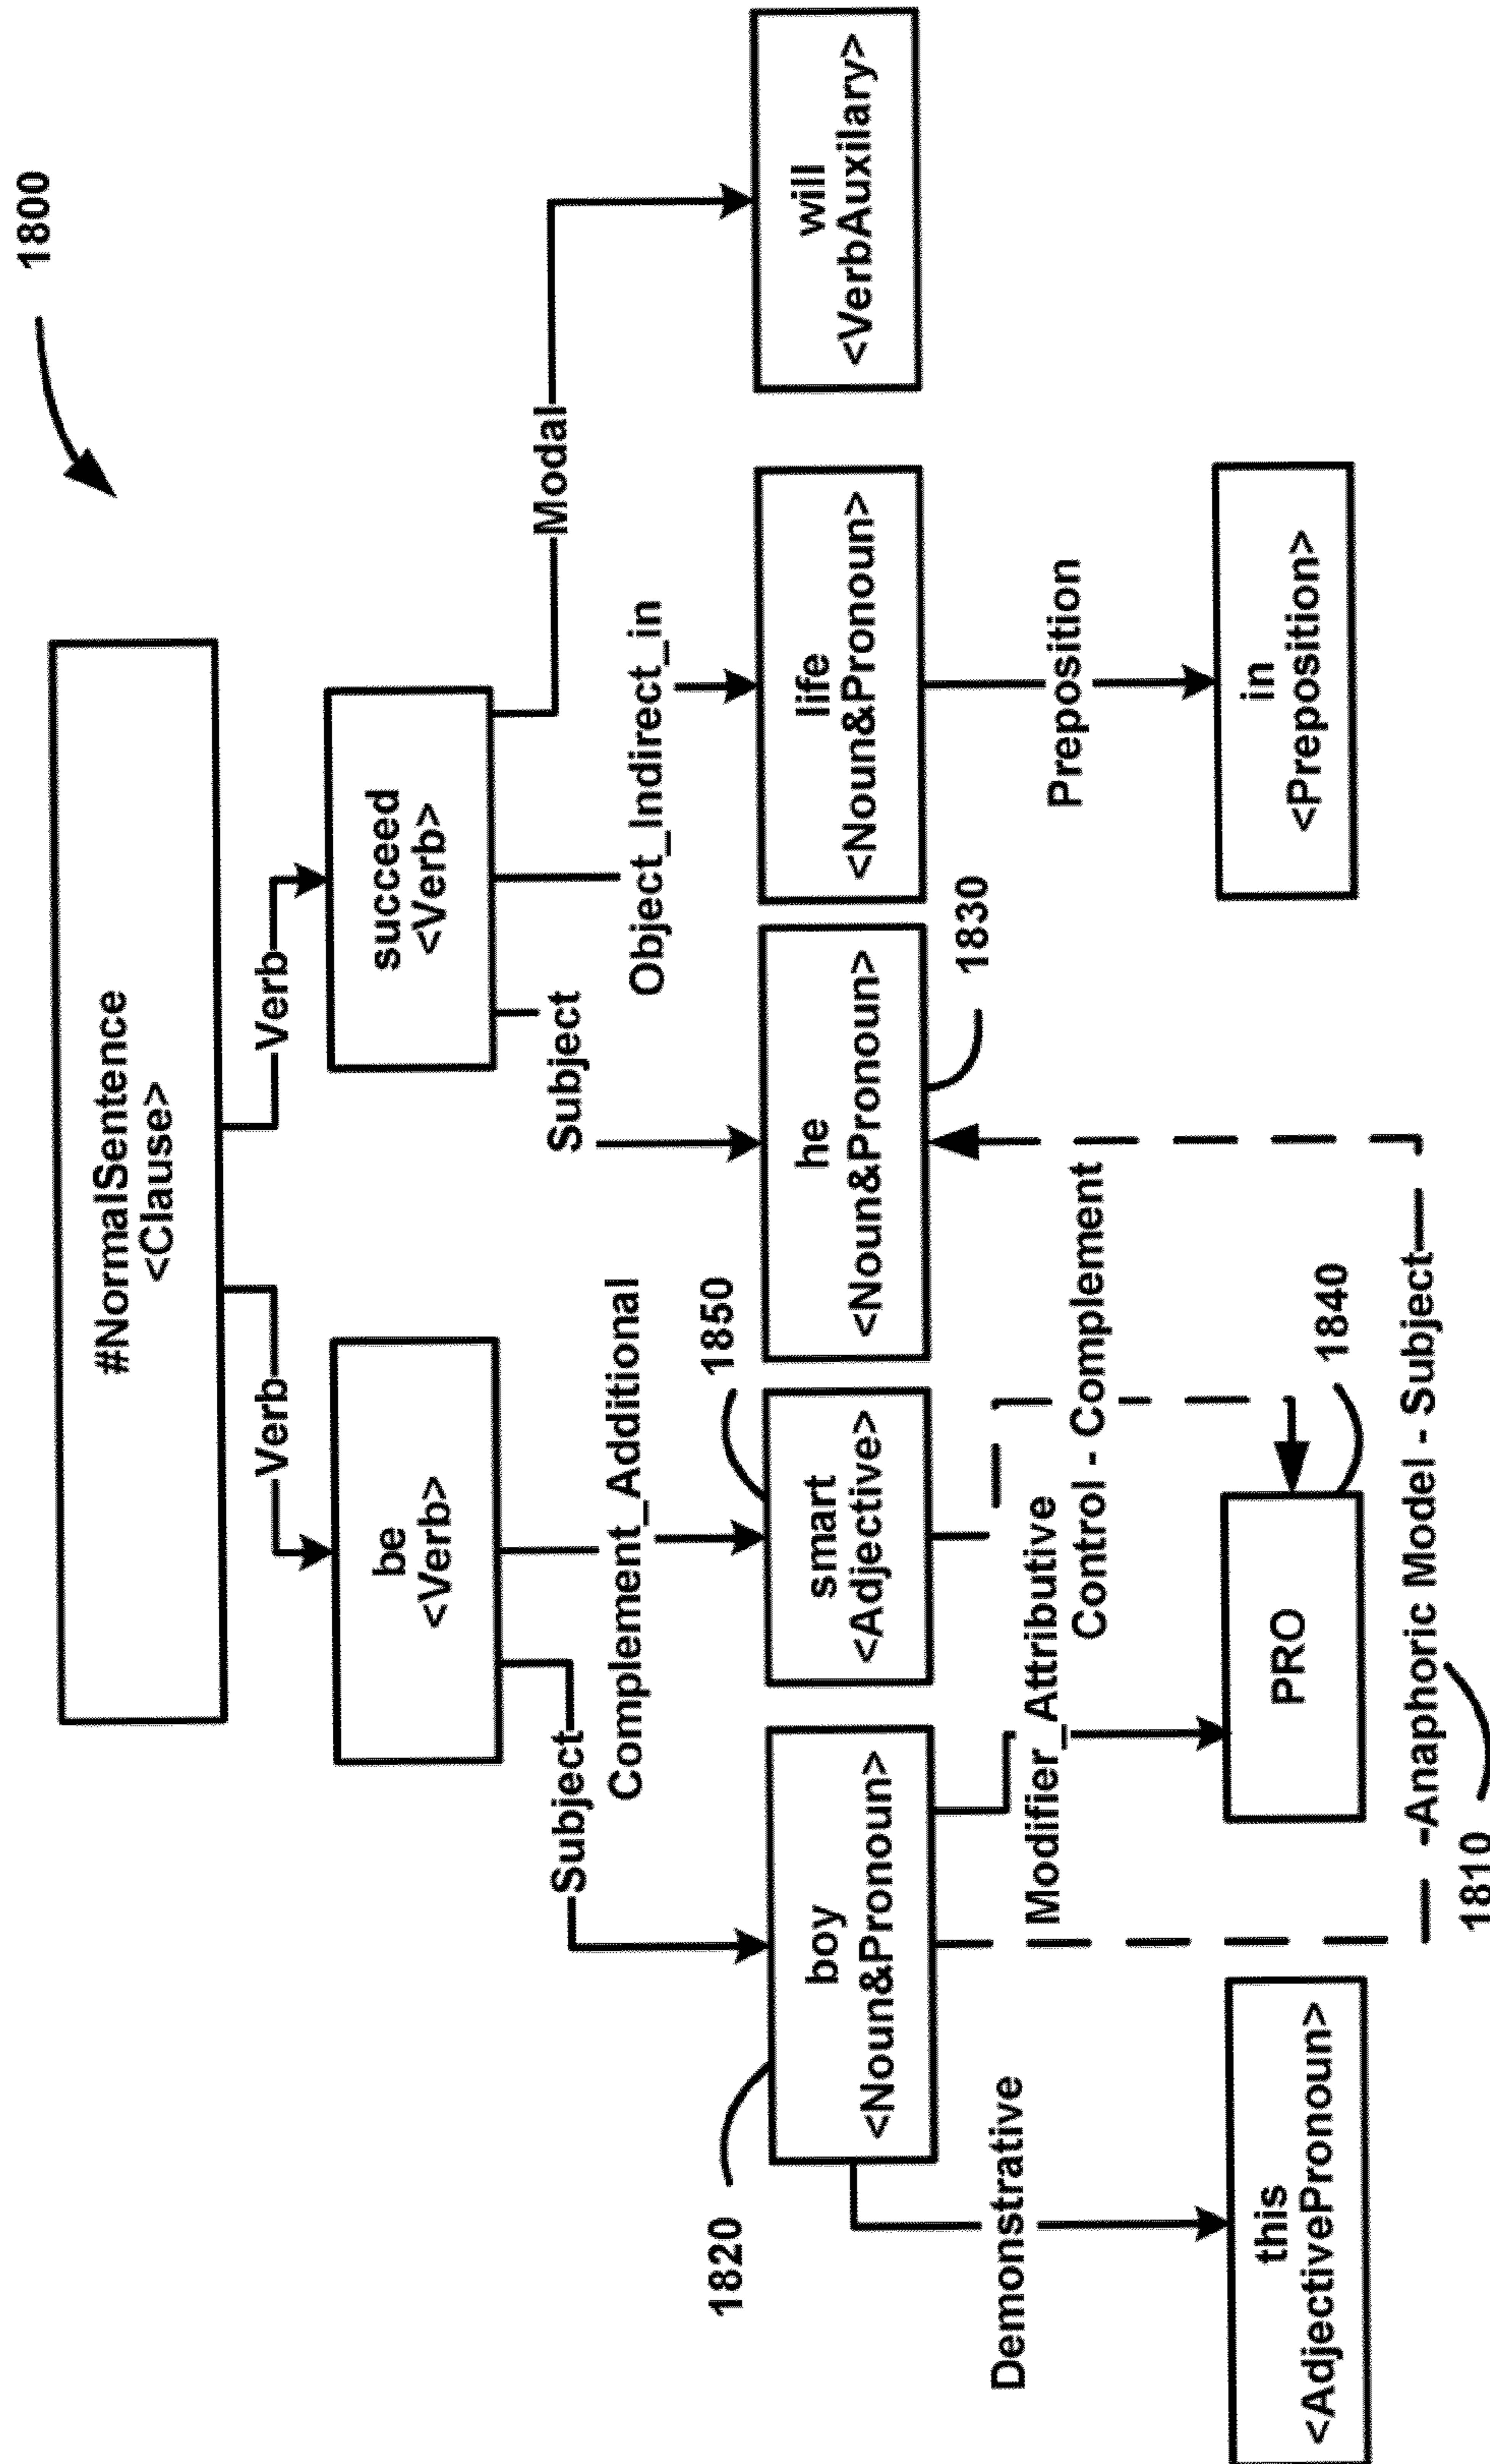 1800
#NormalSentence
<Clause>
Verb
Verb
be
<Verb>
succeed
<Verb>
Subject
Complement_Additional
Subject
Object_Indirect_in
Modal
1820
1850
boy
<Noun&Pronoun>
smart
<Adjective>
he
<Noun&Pronoun>
life
<Noun&Pronoun>
will
<VerbAuxilary>
1830
Demonstrative
Modifier_Attributive
Control - Complement
Preposition
this
<AdjectivePronoun>
PRO
1840
in
<Preposition>
Anaphoric Model - Subject
1810